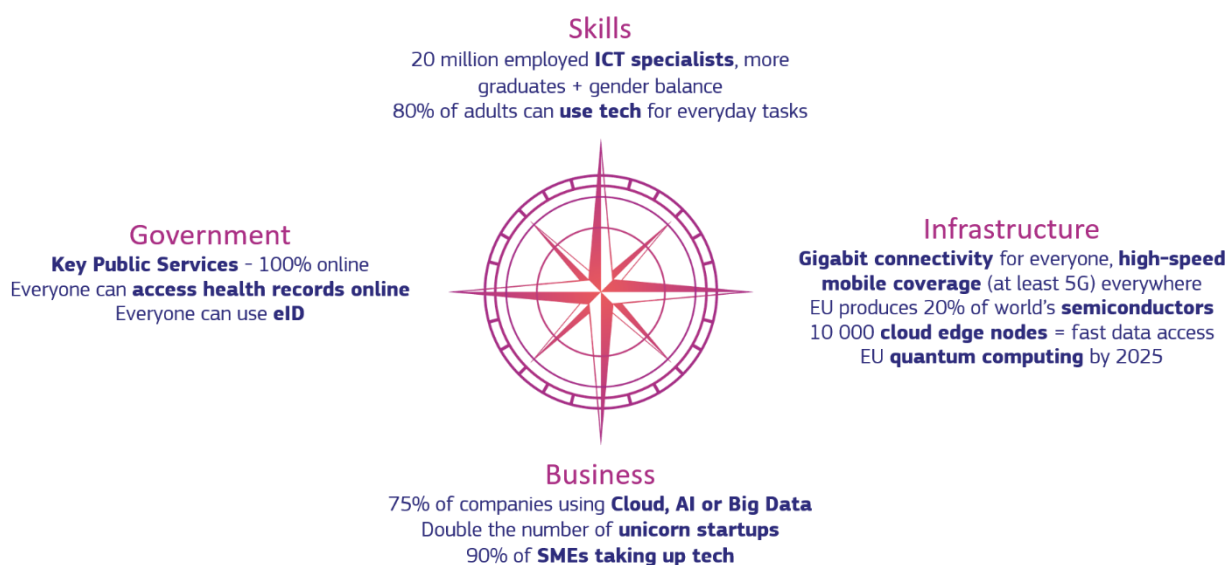 Skills
20 million employed ICT specialists, more
graduates + gender balance
80% of adults can use tech for everyday tasks
Government
Key Public Services - 100% online
Everyone can access health records online
Everyone can use eID
Infrastructure
Gigabit connectivity for everyone, high-speed
mobile coverage (at least 5G) everywhere
EU produces 20% of world's semiconductors
10 000 cloud edge nodes = fast data access
EU quantum computing by 2025
Business
75% of companies using Cloud, AI or Big Data
Double the number of unicorn startups
90% of SMEs taking up tech